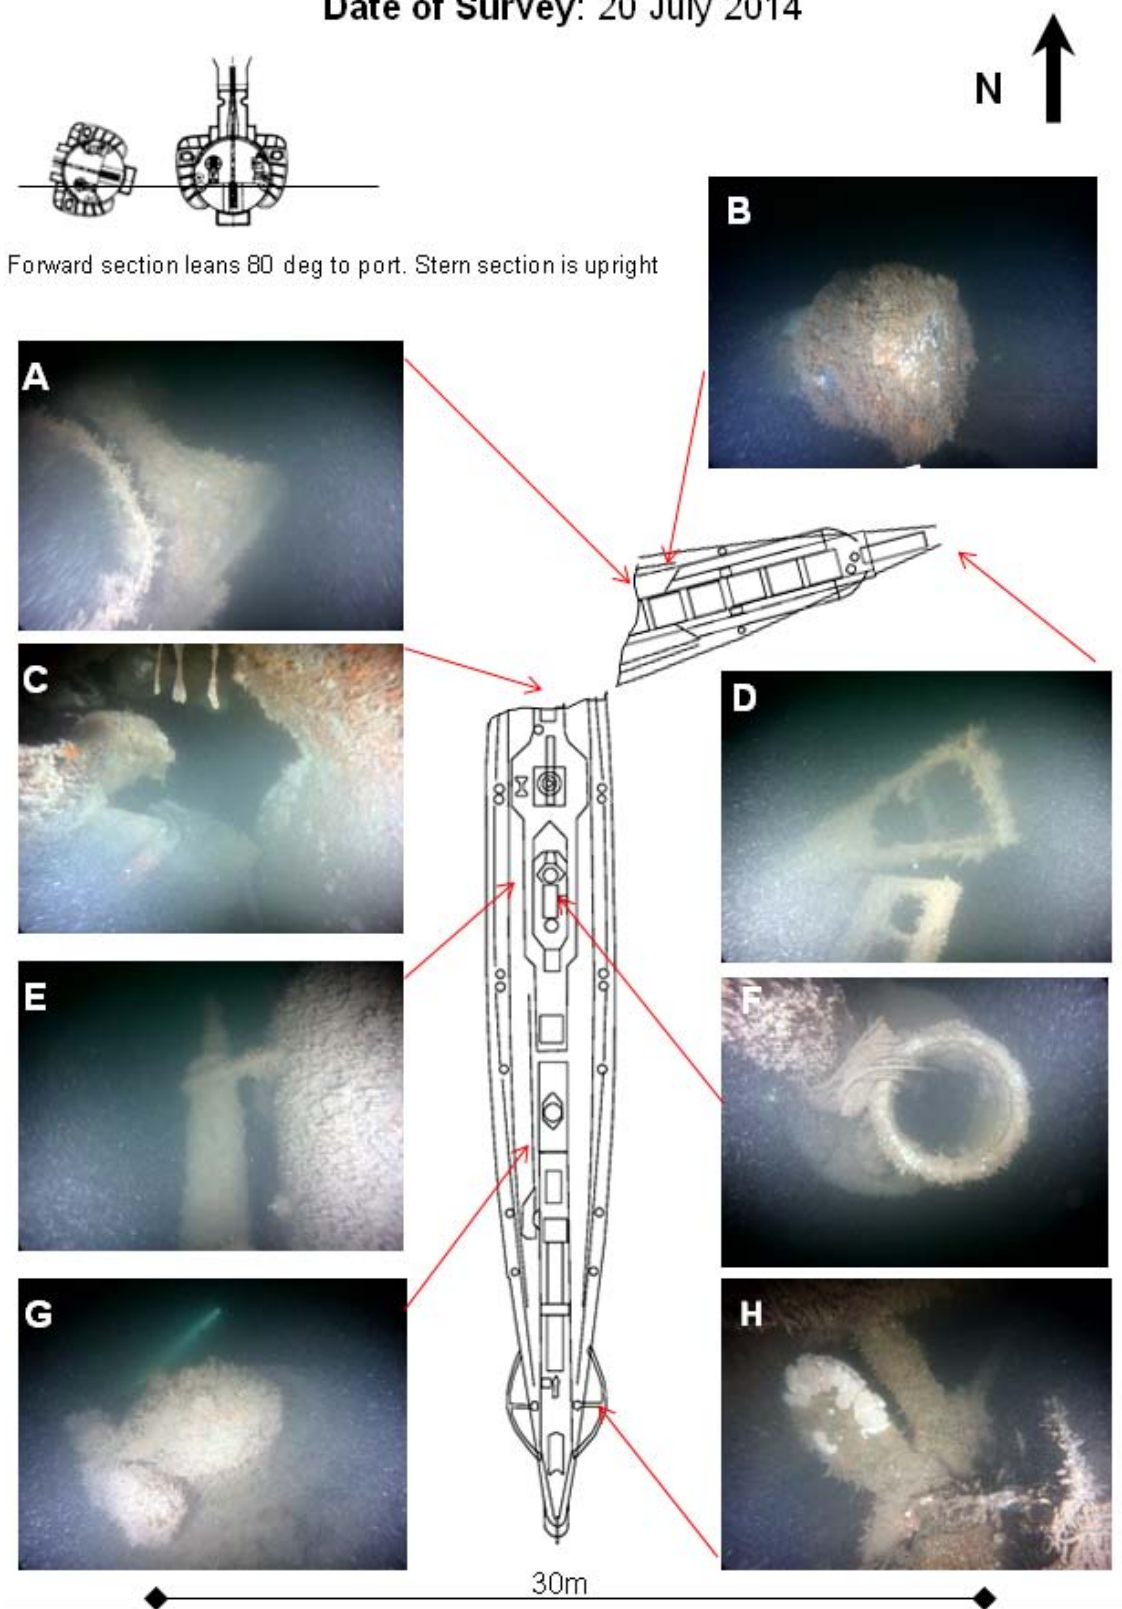 Date of Survey: 20 July 2014
N
Forward section leans 80 deg to port. Stern section is upright
B
A
C
D
E
F
G
H
30m